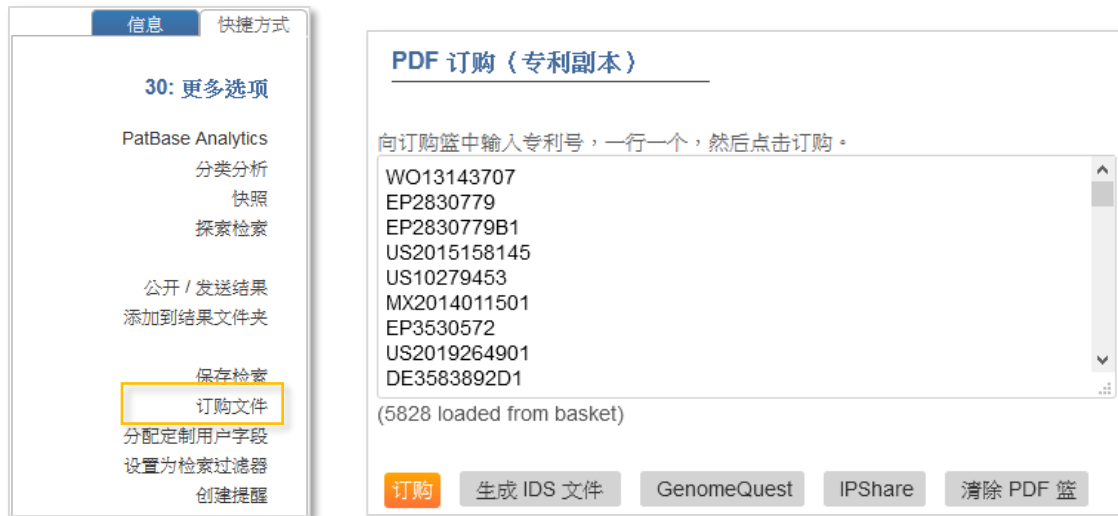 信息
快捷方式
30: 更多选项
PatBase Analytics
分类分析
快照
探索检索
公开 / 发送结果
添加到结果文件夹
保存检索
订购文件
分配定制用户字段
设置为检索过滤器
创建提醒
PDF 订购（专利副本）
向订购篮中输入专利号，一行一个，然后点击订购。
WO13143707
EP2830779
EP2830779B1
US2015158145
US10279453
MX2014011501
EP3530572
US2019264901
DE3583892D1
(5828 loaded from basket)
订购
生成 IDS 文件
GenomeQuest
IPShare
清除 PDF 篮